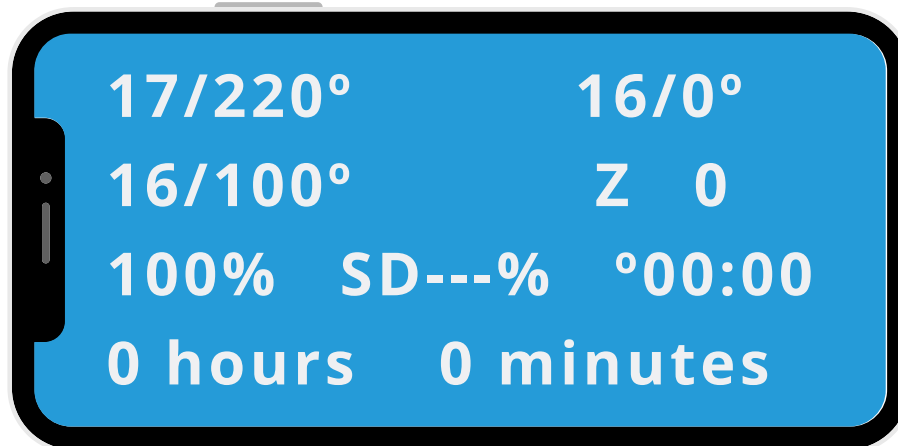 17/220º 16/0º
16/100º Z 0
100% SD---% º00:00
0 hours 0 minutes